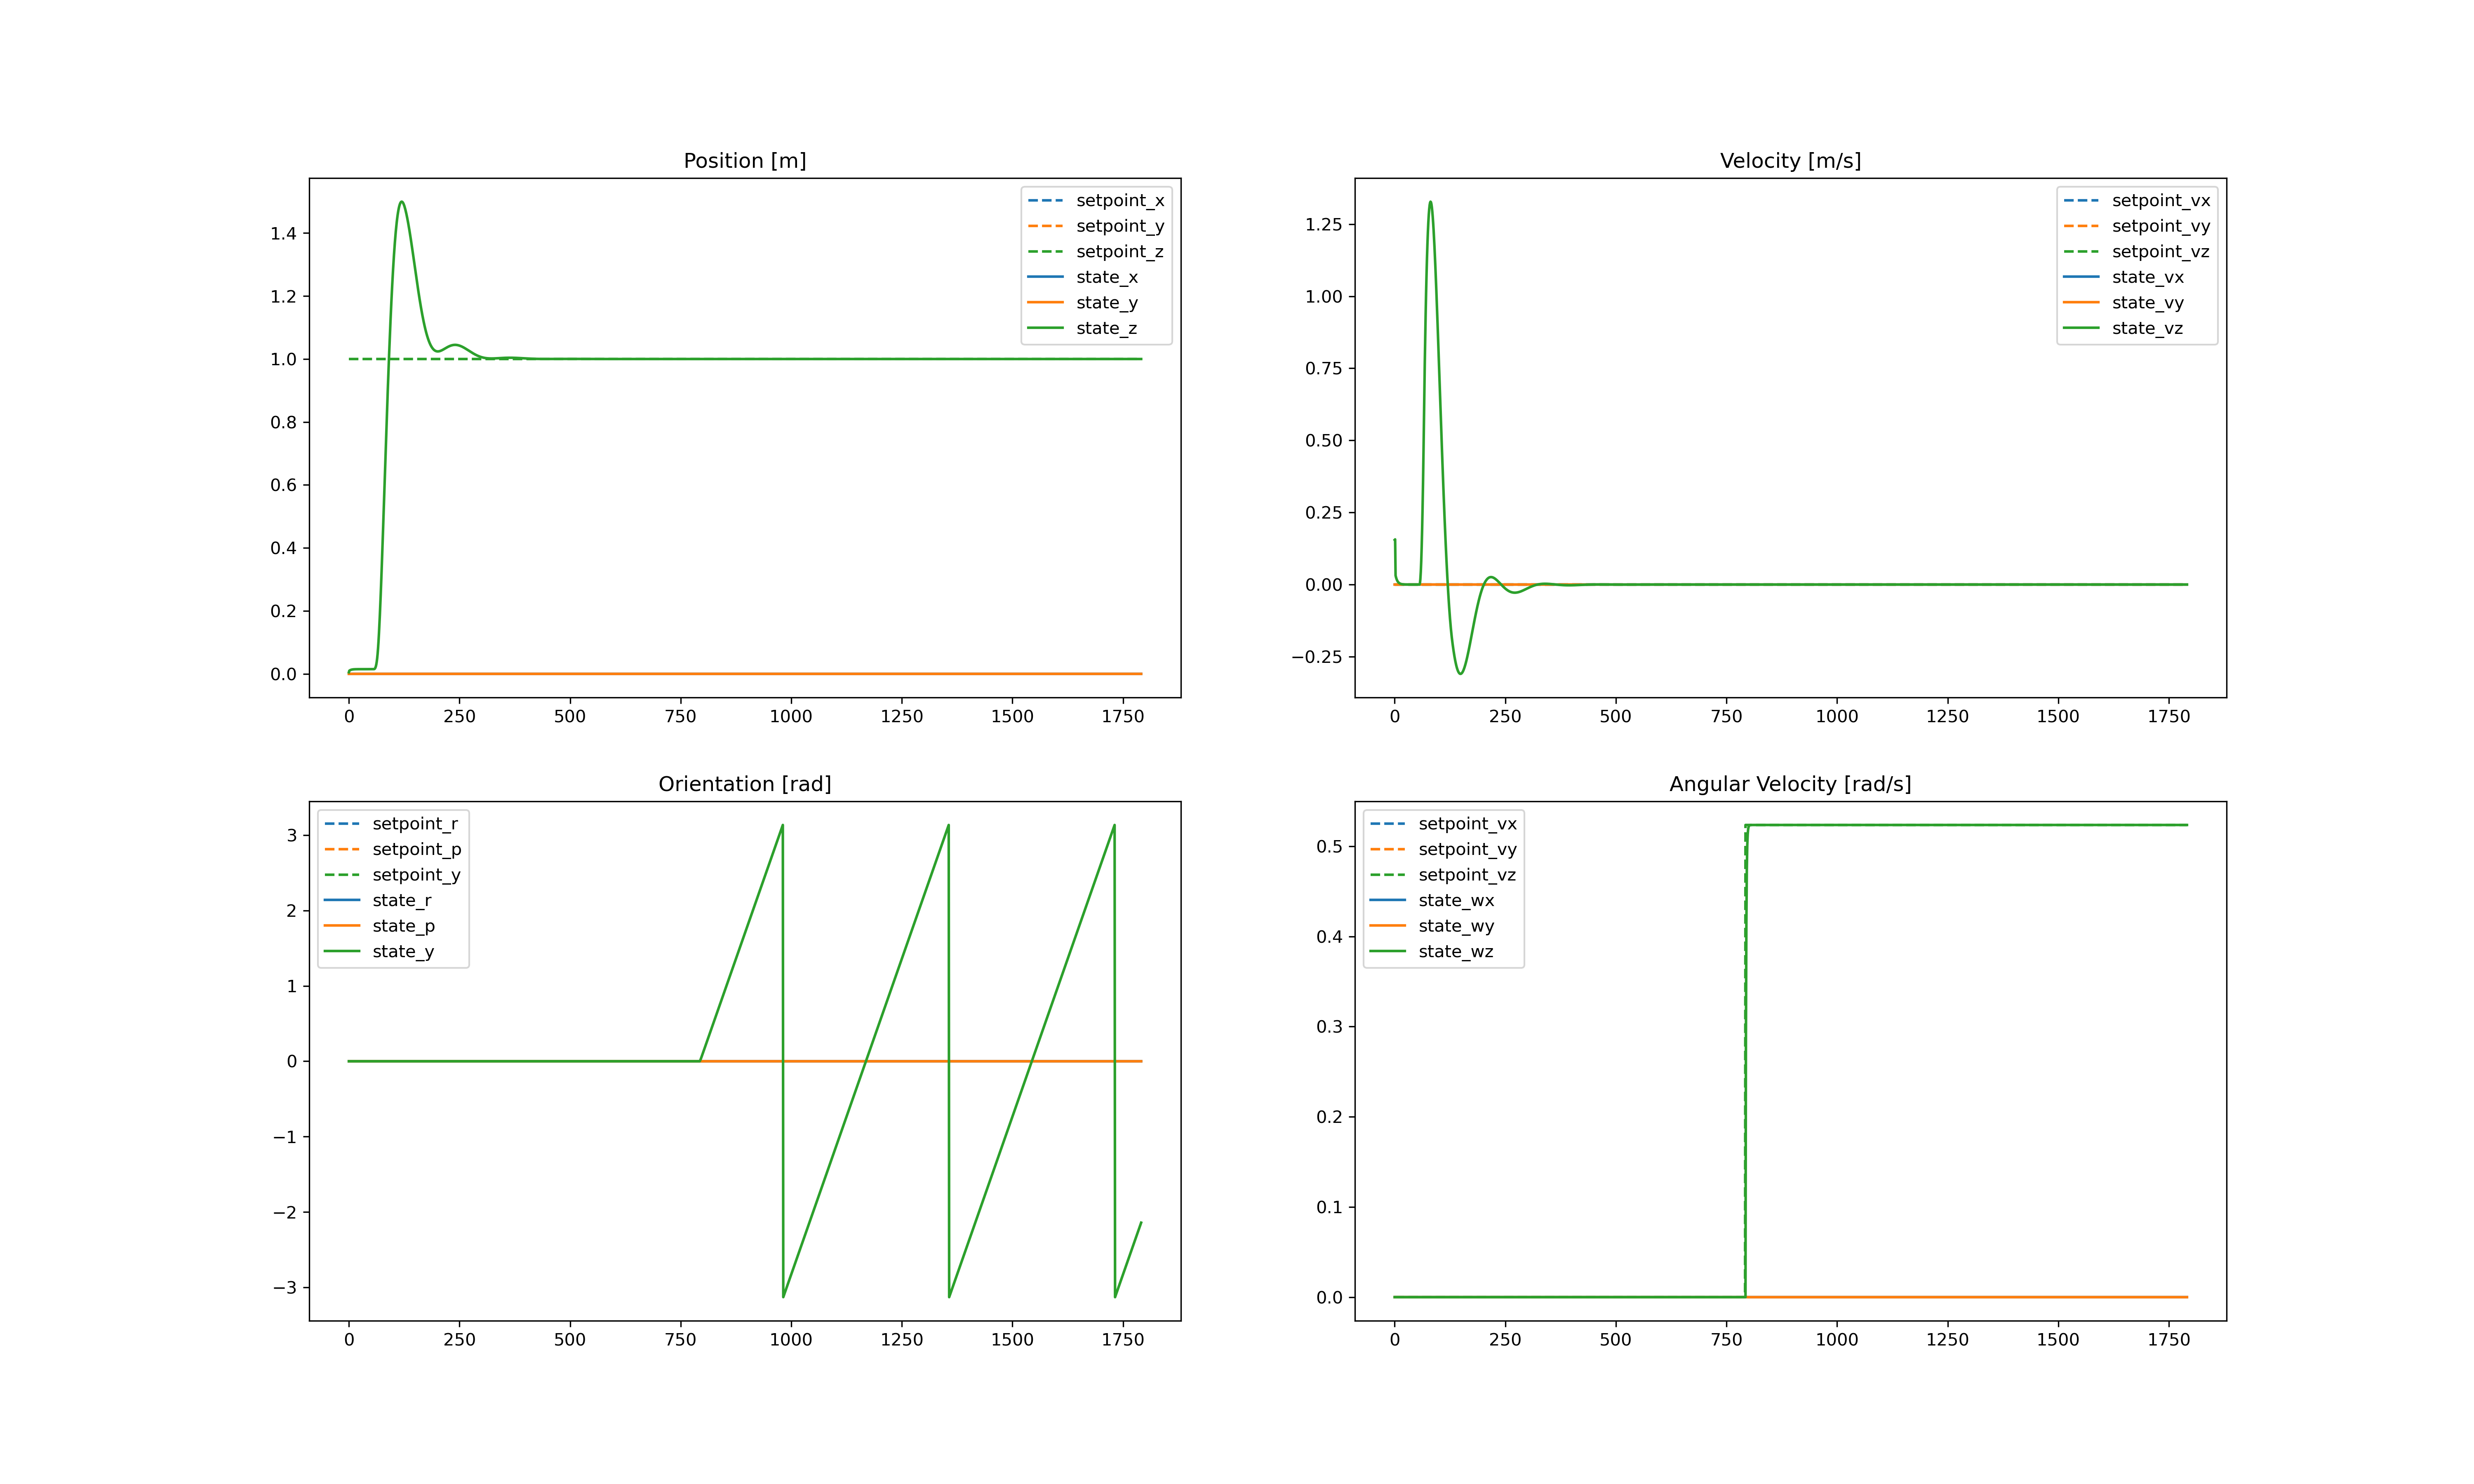 Position [m]
1.4
1.2
1.0
0.8
0.6
0.4
0.2
0.0
setpoint_x
setpoint_y
setpoint_z
state_x
state_y
state_z
0 250 500 750 1000 1250 1500 1750
Velocity [m/s]
1.25
1.00
0.75
0.50
0.25
0.00
−0.25
setpoint_vx
setpoint_vy
setpoint_vz
state_vx
state_vy
state_vz
0 250 500 750 1000 1250 1500 1750
Orientation [rad]
3
2
1
0
−1
−2
−3
setpoint_r
setpoint_p
setpoint_y
state_r
state_p
state_y
0 250 500 750 1000 1250 1500 1750
Angular Velocity [rad/s]
0.5
0.4
0.3
0.2
0.1
0.0
setpoint_vx
setpoint_vy
setpoint_vz
state_wx
state_wy
state_wz
0 250 500 750 1000 1250 1500 1750